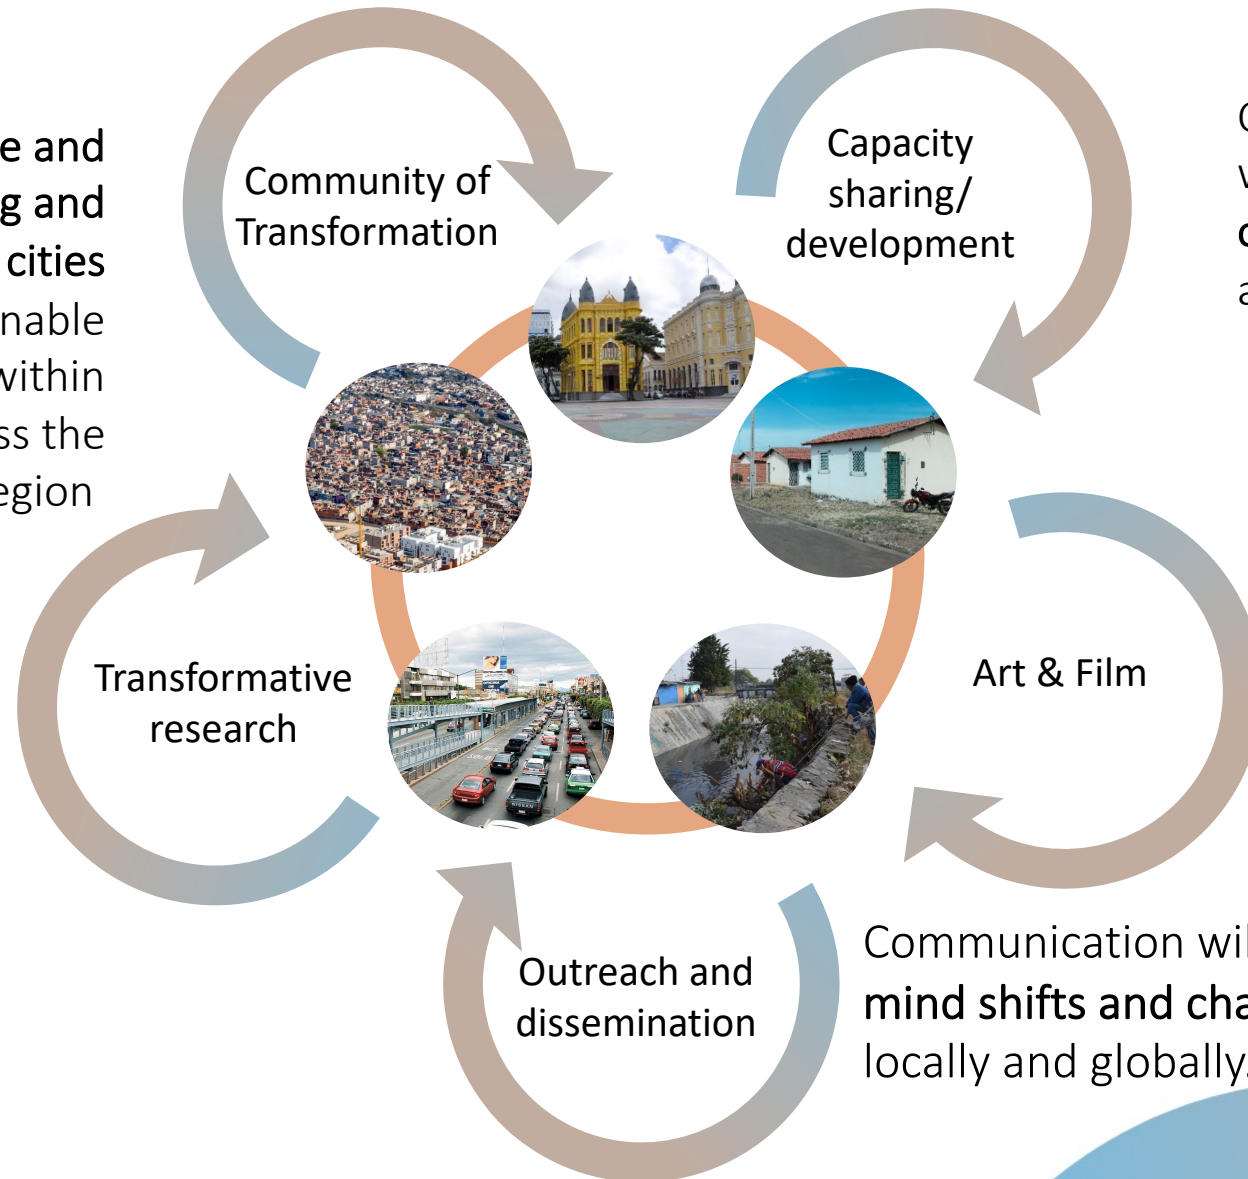 e and
g and
cities
nable
within
ss the
egion
Community of
Transformation
Capacity
sharing/
development
Transformative
research
Art & Film
Outreach and
dissemination
Communication wil
mind shifts and cha
locally and globally.